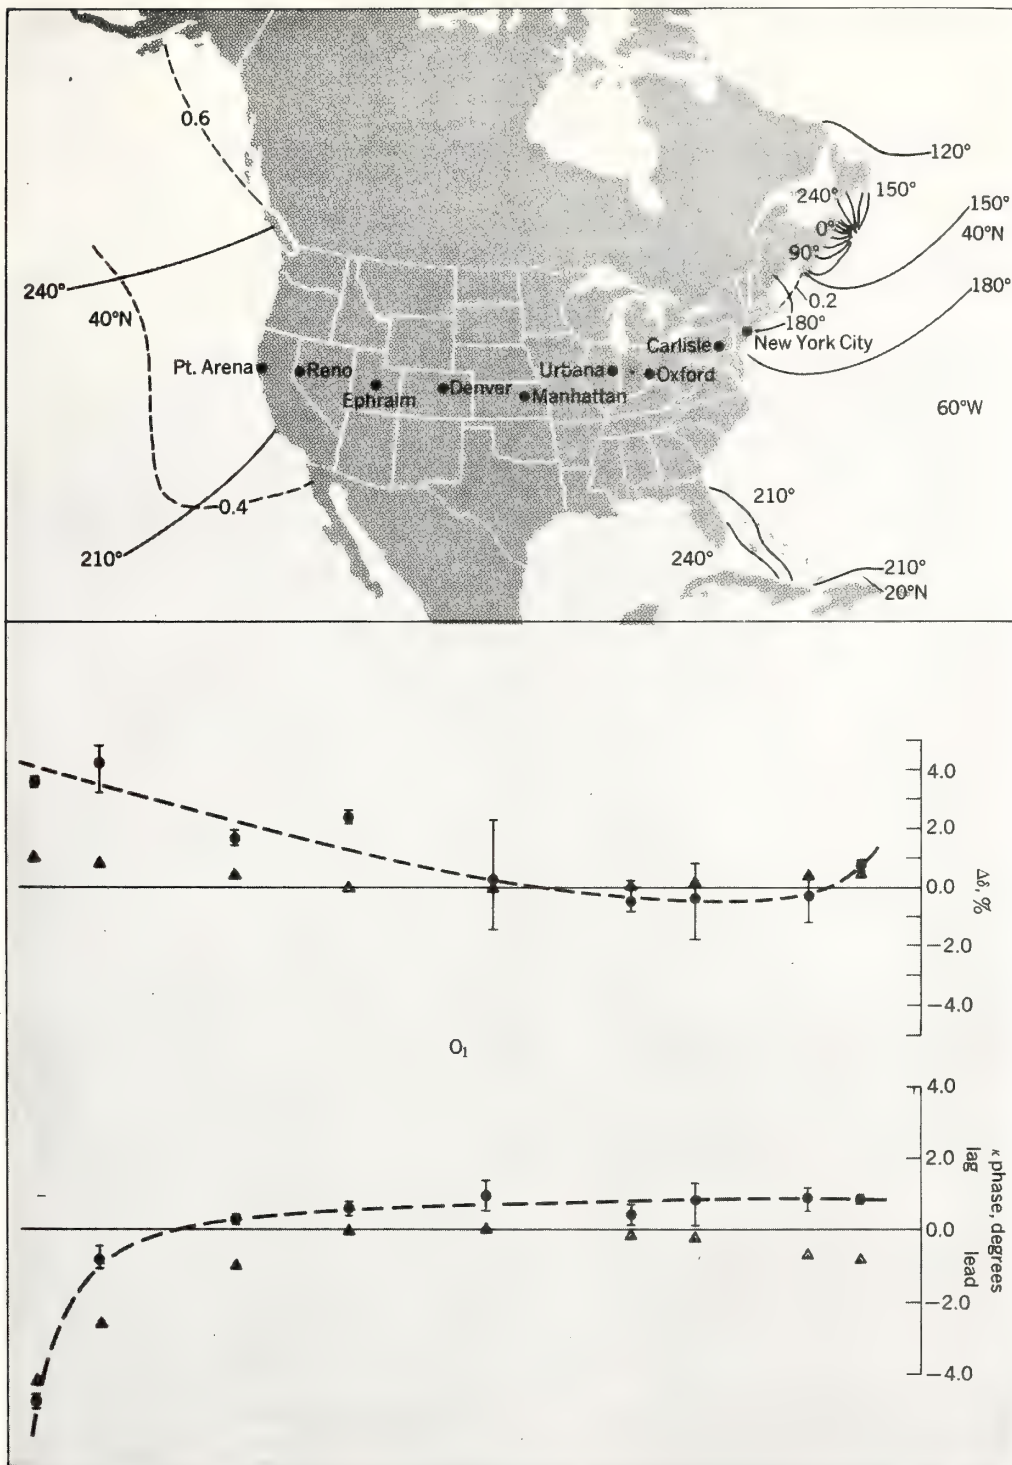 0.6
120°
240°
150°
150°
0°
40°N
90°
240°
180°
40°N
0.2
180°
New York City
Carlisle
Pt. Arena
Reno
Urbana
Oxford
Ephraim
Denver
Manhattan
60°W
210°
0.4
210°
240°
210°
20°N
4.0
2.0
0.0
−2.0
−4.0
Δδ, %
O₁
4.0
2.0
0.0
−2.0
−4.0
κ phase, degrees
lag
lead